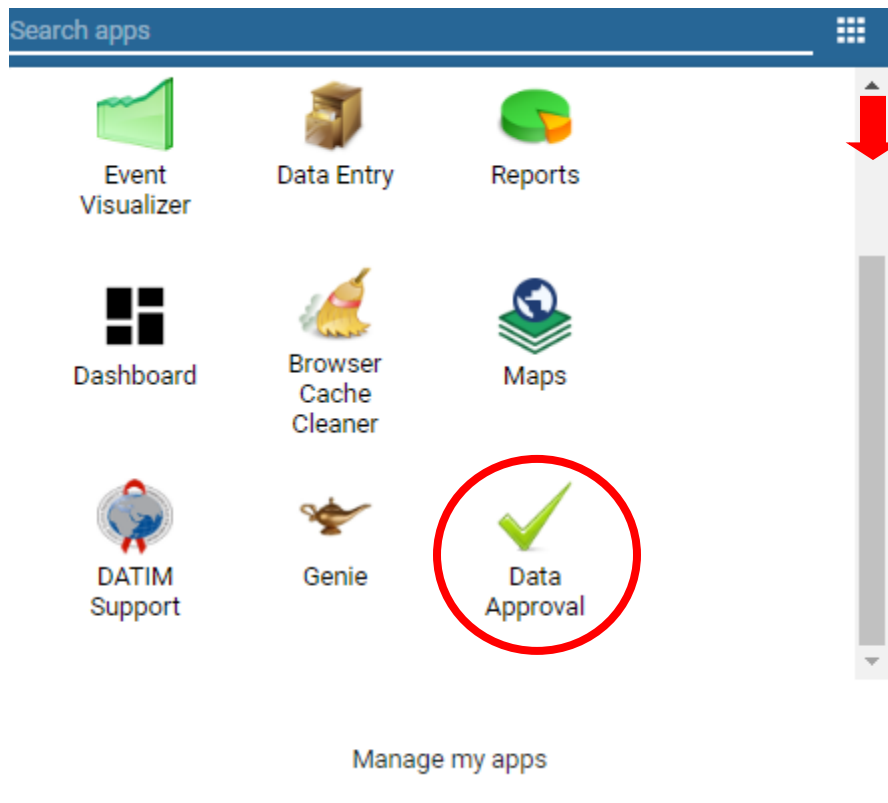 Search apps
Event
Visualizer
Data Entry
Reports
Dashboard
Browser
Cache
Cleaner
Maps
DATIM
Support
Genie
Data
Approval
Manage my apps